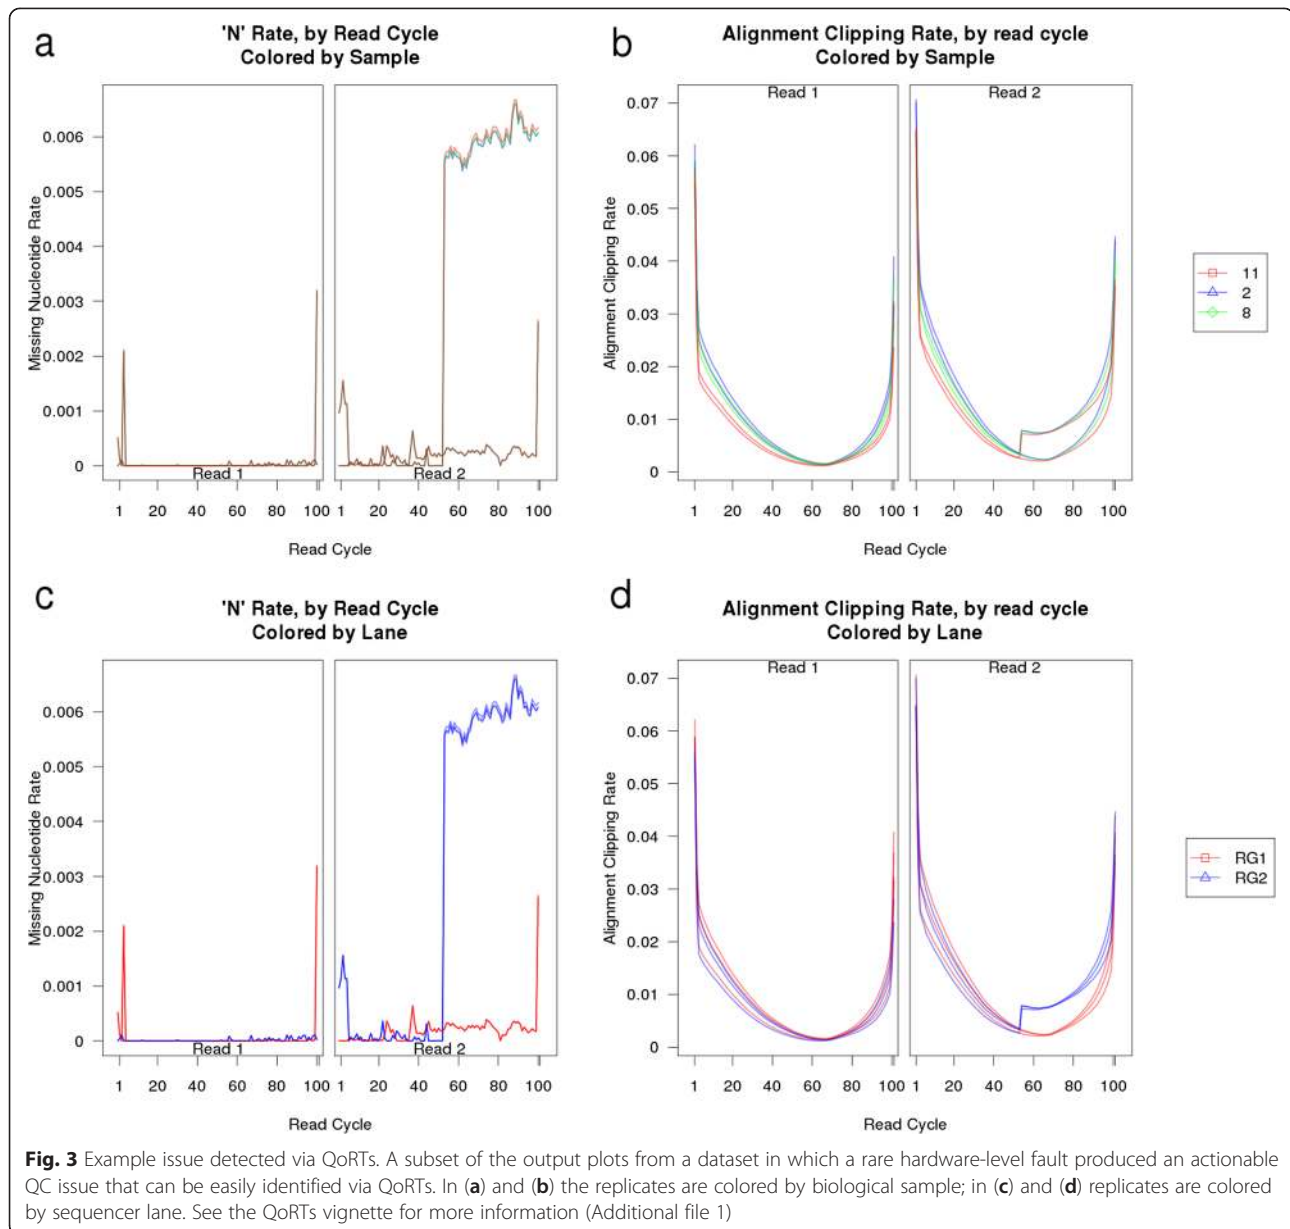 a
'N' Rate, by Read Cycle
Colored by Sample
Missing Nucleotide Rate
0.006
0.005
0.004
0.003
0.002
0.001
0
Read 1
Read 2
1 20 40 60 80 100
1 20 40 60 80 100
Read Cycle
b
Alignment Clipping Rate, by read cycle
Colored by Sample
Alignment Clipping Rate
Read 1
Read 2
0.07
0.06
0.05
0.04
0.03
0.02
0.01
0
1 20 40 60 80 100
1 20 40 60 80 100
Read Cycle
11
2
8
c
'N' Rate, by Read Cycle
Colored by Lane
Missing Nucleotide Rate
0.006
0.005
0.004
0.003
0.002
0.001
0
Read 1
Read 2
1 20 40 60 80 100
1 20 40 60 80 100
Read Cycle
d
Alignment Clipping Rate, by read cycle
Colored by Lane
Alignment Clipping Rate
Read 1
Read 2
0.07
0.06
0.05
0.04
0.03
0.02
0.01
0
1 20 40 60 80 100
1 20 40 60 80 100
Read Cycle
RG1
RG2
Fig. 3 Example issue detected via QoRTs. A subset of the output plots from a dataset in which a rare hardware-level fault produced an actionable
QC issue that can be easily identified via QoRTs. In (a) and (b) the replicates are colored by biological sample; in (c) and (d) replicates are colored
by sequencer lane. See the QoRTs vignette for more information (Additional file 1)